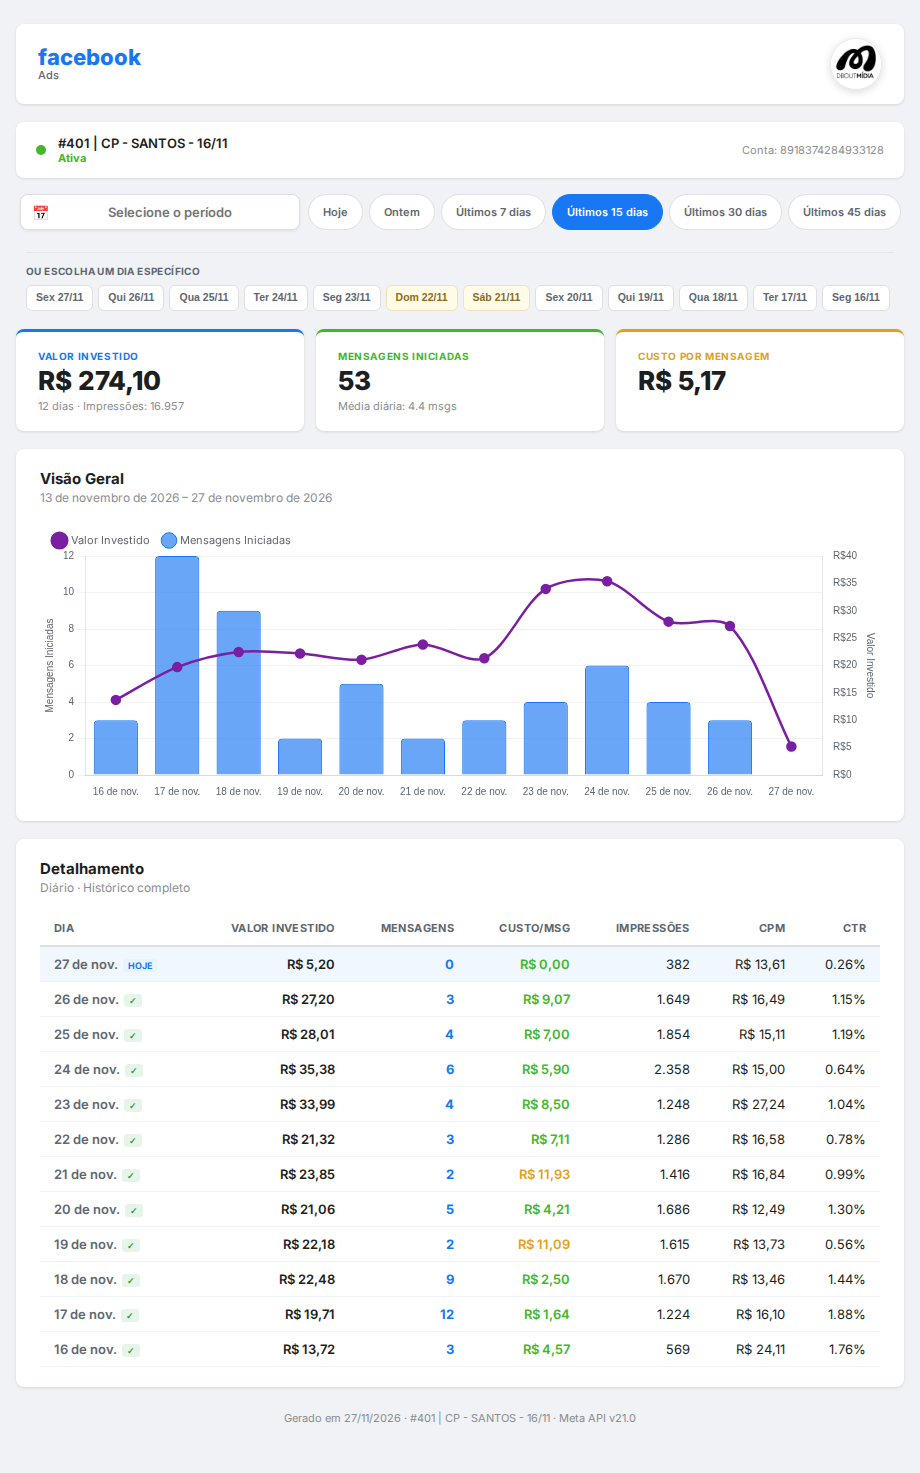 facebook
Ads
DBOUTMÍDIA
#401 | CP - SANTOS - 16/11
Ativa
Conta: 8918374284933128
📅 Selecione o período
Hoje
Ontem
Últimos 7 dias
Últimos 15 dias
Últimos 30 dias
Últimos 45 dias
OU ESCOLHA UM DIA ESPECÍFICO
Sex 27/11
Qui 26/11
Qua 25/11
Ter 24/11
Seg 23/11
Dom 22/11
Sáb 21/11
Sex 20/11
Qui 19/11
Qua 18/11
Ter 17/11
Seg 16/11
VALOR INVESTIDO
R$ 274,10
12 dias · Impressões: 16.957
MENSAGENS INICIADAS
53
Média diária: 4.4 msgs
CUSTO POR MENSAGEM
R$ 5,17
Visão Geral
13 de novembro de 2026 – 27 de novembro de 2026
Valor Investido
Mensagens Iniciadas
Mensagens Iniciadas
12
10
8
6
4
2
0
R$40
R$35
R$30
R$25
R$20
R$15
R$10
R$5
R$0
Valor Investido
16 de nov. 17 de nov. 18 de nov. 19 de nov. 20 de nov. 21 de nov. 22 de nov. 23 de nov. 24 de nov. 25 de nov. 26 de nov. 27 de nov.
Detalhamento
Diário · Histórico completo
DIA VALOR INVESTIDO MENSAGENS CUSTO/MSG IMPRESSÕES CPM CTR
27 de nov. HOJE R$ 5,20 0 R$ 0,00 382 R$ 13,61 0.26%
26 de nov. ✓ R$ 27,20 3 R$ 9,07 1.649 R$ 16,49 1.15%
25 de nov. ✓ R$ 28,01 4 R$ 7,00 1.854 R$ 15,11 1.19%
24 de nov. ✓ R$ 35,38 6 R$ 5,90 2.358 R$ 15,00 0.64%
23 de nov. ✓ R$ 33,99 4 R$ 8,50 1.248 R$ 27,24 1.04%
22 de nov. ✓ R$ 21,32 3 R$ 7,11 1.286 R$ 16,58 0.78%
21 de nov. ✓ R$ 23,85 2 R$ 11,93 1.416 R$ 16,84 0.99%
20 de nov. ✓ R$ 21,06 5 R$ 4,21 1.686 R$ 12,49 1.30%
19 de nov. ✓ R$ 22,18 2 R$ 11,09 1.615 R$ 13,73 0.56%
18 de nov. ✓ R$ 22,48 9 R$ 2,50 1.670 R$ 13,46 1.44%
17 de nov. ✓ R$ 19,71 12 R$ 1,64 1.224 R$ 16,10 1.88%
16 de nov. ✓ R$ 13,72 3 R$ 4,57 569 R$ 24,11 1.76%
Gerado em 27/11/2026 · #401 | CP - SANTOS - 16/11 · Meta API v21.0